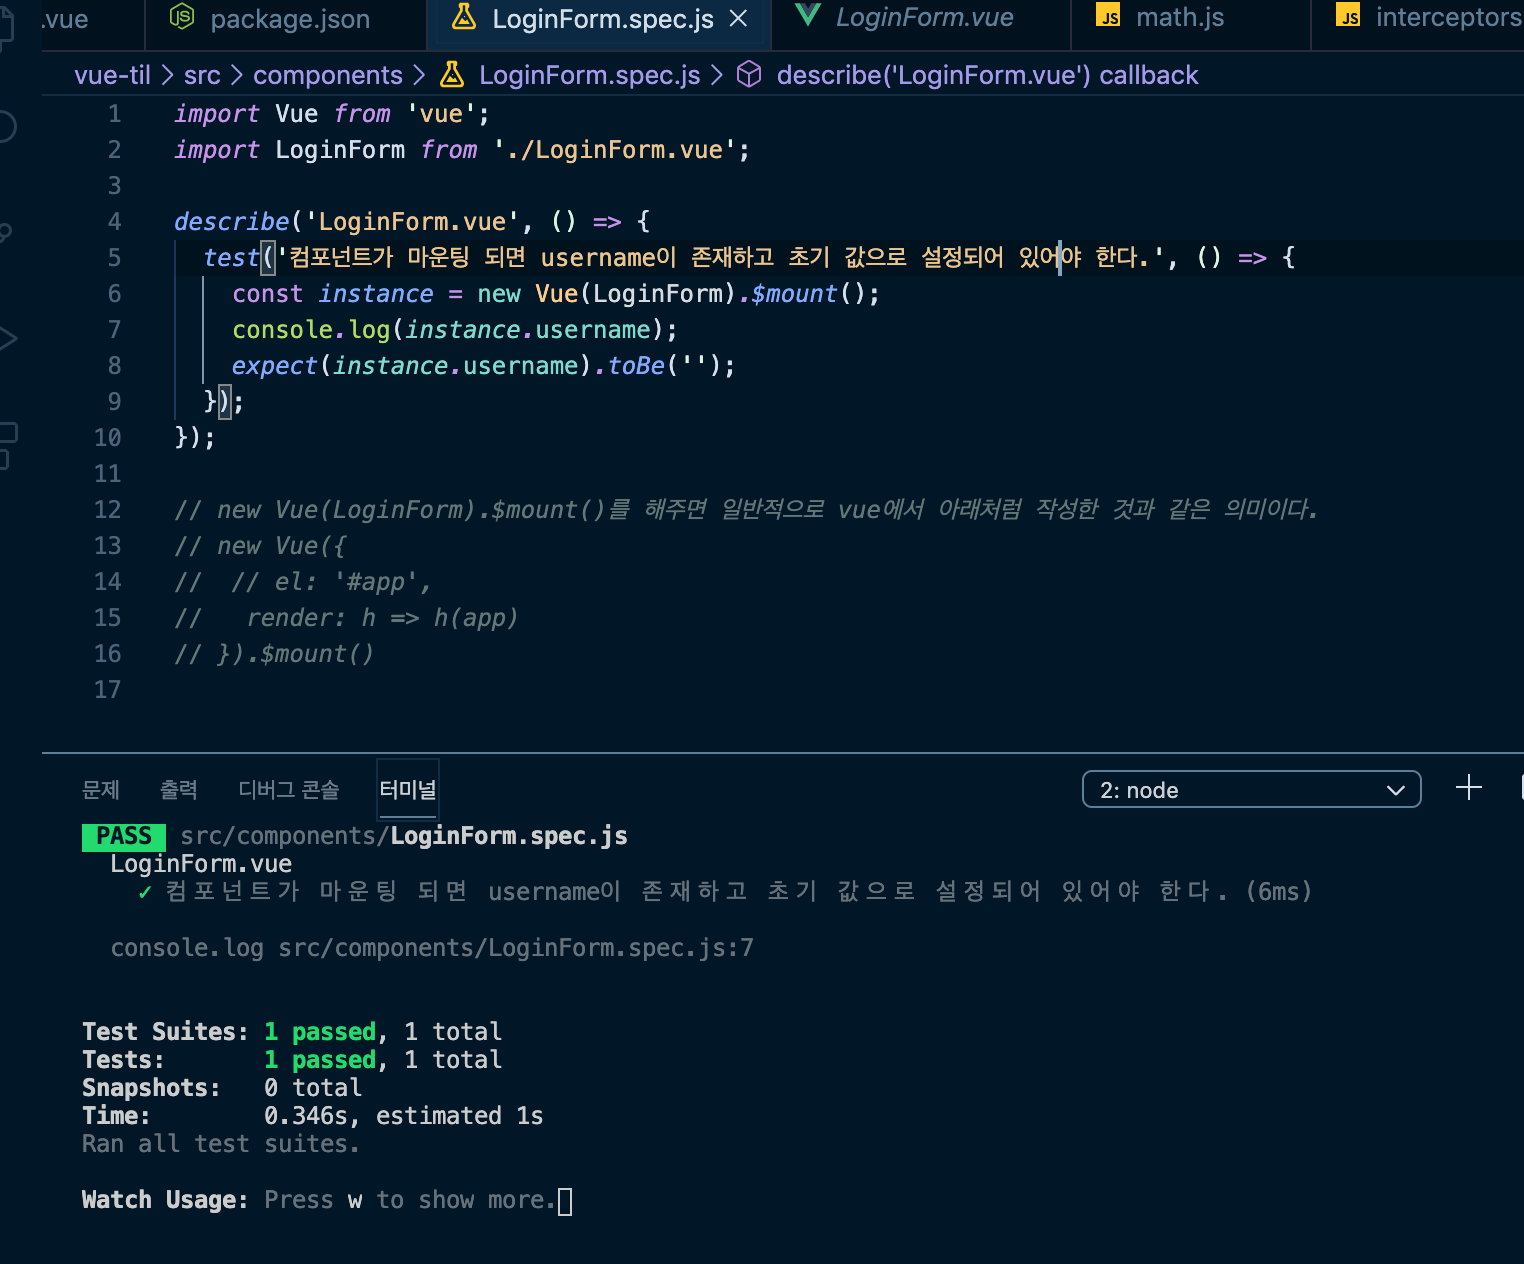 .vue package.json LoginForm.spec.js LoginForm.vue JS math.js JS interceptors
vue-til > src > components > LoginForm.spec.js > describe('LoginForm.vue') callback
1 import Vue from 'vue';
2 import LoginForm from './LoginForm.vue';
3
4 describe('LoginForm.vue', () => {
5 test('컴포넌트가 마운팅 되면 username이 존재하고 초기 값으로 설정되어 있어야 한다.', () => {
6 const instance = new Vue(LoginForm).$mount();
7 console.log(instance.username);
8 expect(instance.username).toBe('');
9 });
10 });
11
12 // new Vue(LoginForm).$mount()를 해주면 일반적으로 vue에서 아래처럼 작성한 것과 같은 의미이다.
13 // new Vue({
14 // // el: '#app',
15 // render: h => h(app)
16 // }).$mount()
17
문제 출력 디버그 콘솔 터미널 2: node
PASS src/components/LoginForm.spec.js
LoginForm.vue
✓ 컴포넌트가 마운팅 되면 username이 존재하고 초기 값으로 설정되어 있어야 한다. (6ms)
console.log src/components/LoginForm.spec.js:7
Test Suites: 1 passed, 1 total
Tests: 1 passed, 1 total
Snapshots: 0 total
Time: 0.346s, estimated 1s
Ran all test suites.
Watch Usage: Press w to show more.